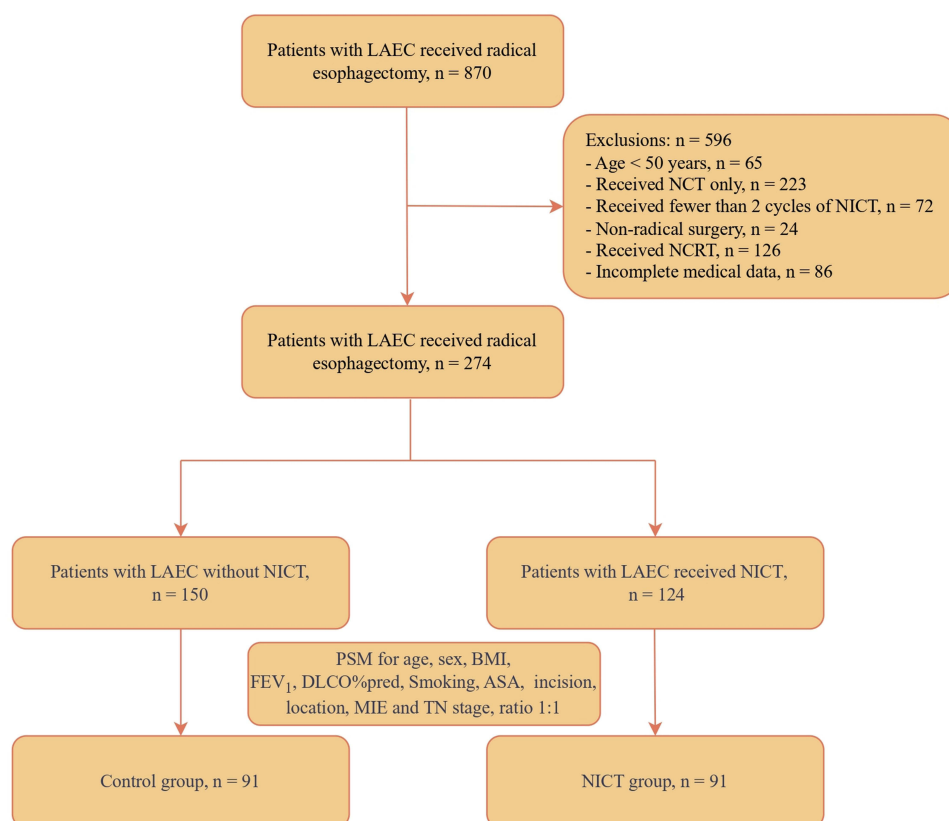 Patients with LAEC received radical
esophagectomy, n = 870
Exclusions: n = 596
- Age < 50 years, n = 65
- Received NCT only, n = 223
- Received fewer than 2 cycles of NICT, n = 72
- Non-radical surgery, n = 24
- Received NCRT, n = 126
- Incomplete medical data, n = 86
Patients with LAEC received radical
esophagectomy, n = 274
Patients with LAEC without NICT,
n = 150
Patients with LAEC received NICT,
n = 124
PSM for age, sex, BMI,
FEV₁, DLCO%pred, Smoking, ASA, incision,
location, MIE and TN stage, ratio 1:1
Control group, n = 91
NICT group, n = 91